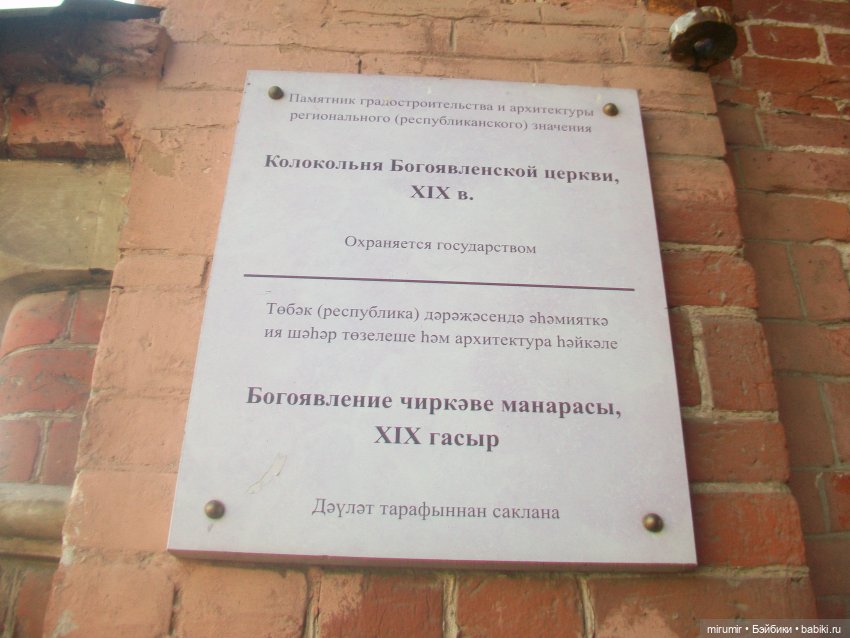 Памятник градостроительства и архитектуры
регионального (республиканского) значения
Колокольня Богоявленской церкви,
XIX в.
Охраняется государством
Төбәк (республика) дәрәҗәсендә әһәмияткә
ия шәһәр төзелеше һәм архитектура һәйкәле
Богоявление чиркәве манарасы,
XIX гасыр
Дәүләт тарафыннан саклана
mirumir • Бэйбики • babiki.ru